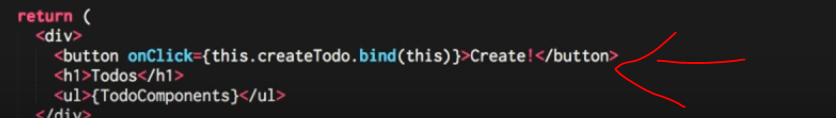 return (
<div>
<button onClick={this.createTodo.bind(this)}>Create!</button>
<h1>Todos</h1>
<ul>{TodoComponents}</ul>
</div>